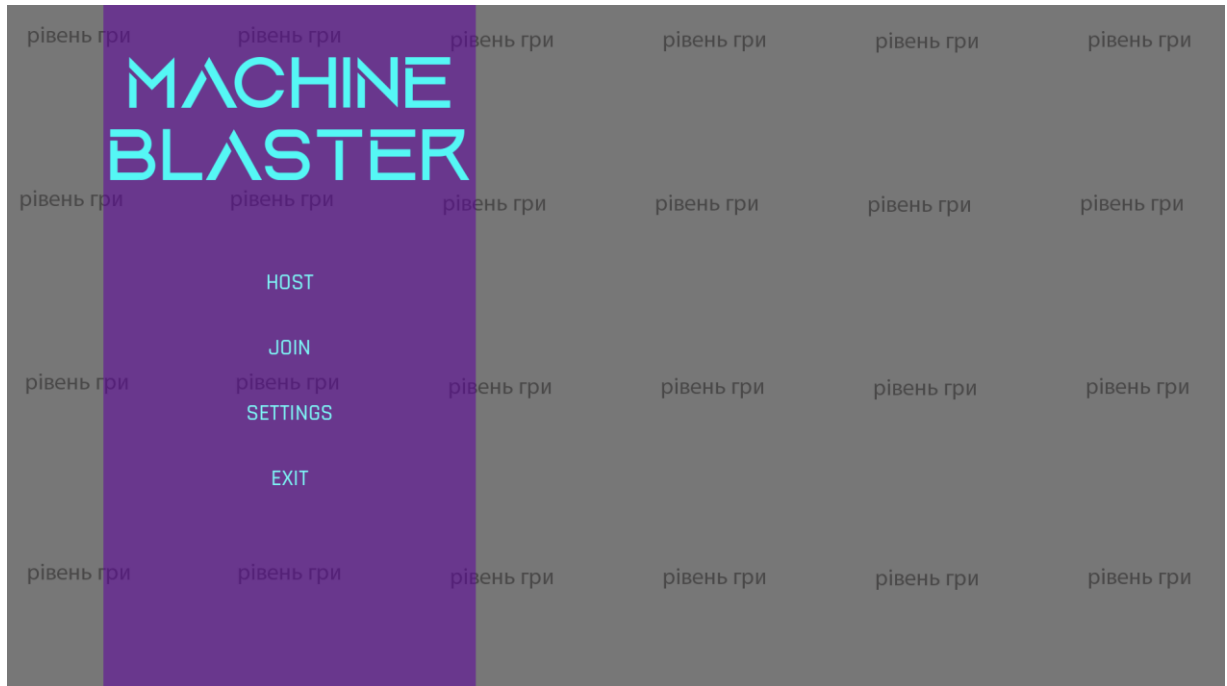 рівень гри рівень гри рівень гри рівень гри рівень гри рівень гри
MACHINE
BLASTER
рівень гри рівень гри рівень гри рівень гри рівень гри рівень гри
HOST
JOIN
рівень гри рівень гри рівень гри рівень гри рівень гри рівень гри
SETTINGS
EXIT
рівень гри рівень гри рівень гри рівень гри рівень гри рівень гри